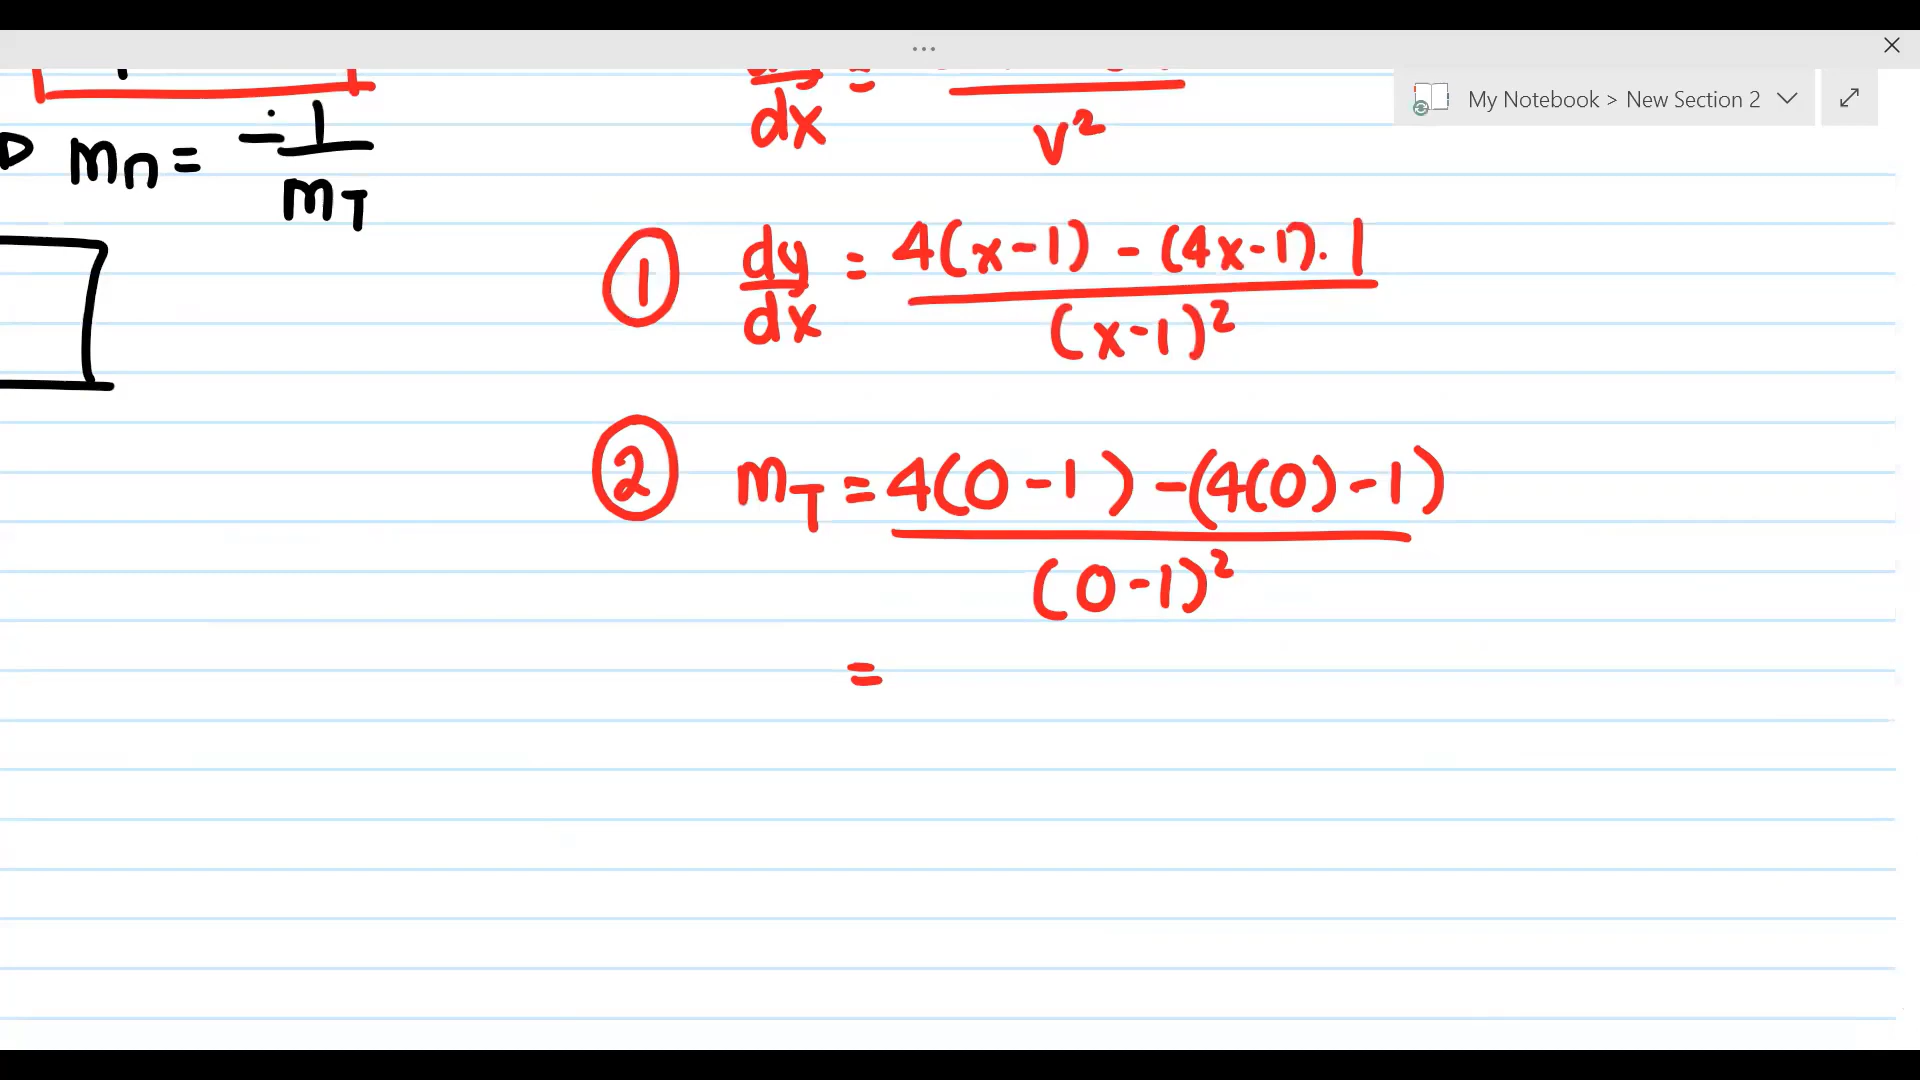 ...
My Notebook > New Section 2
dx =
v²
mn = -1
mT
① dy = 4(x-1) - (4x-1).1
dx (x-1)²
② mT = 4(0-1) -(4(0)-1)
(0-1)²
=